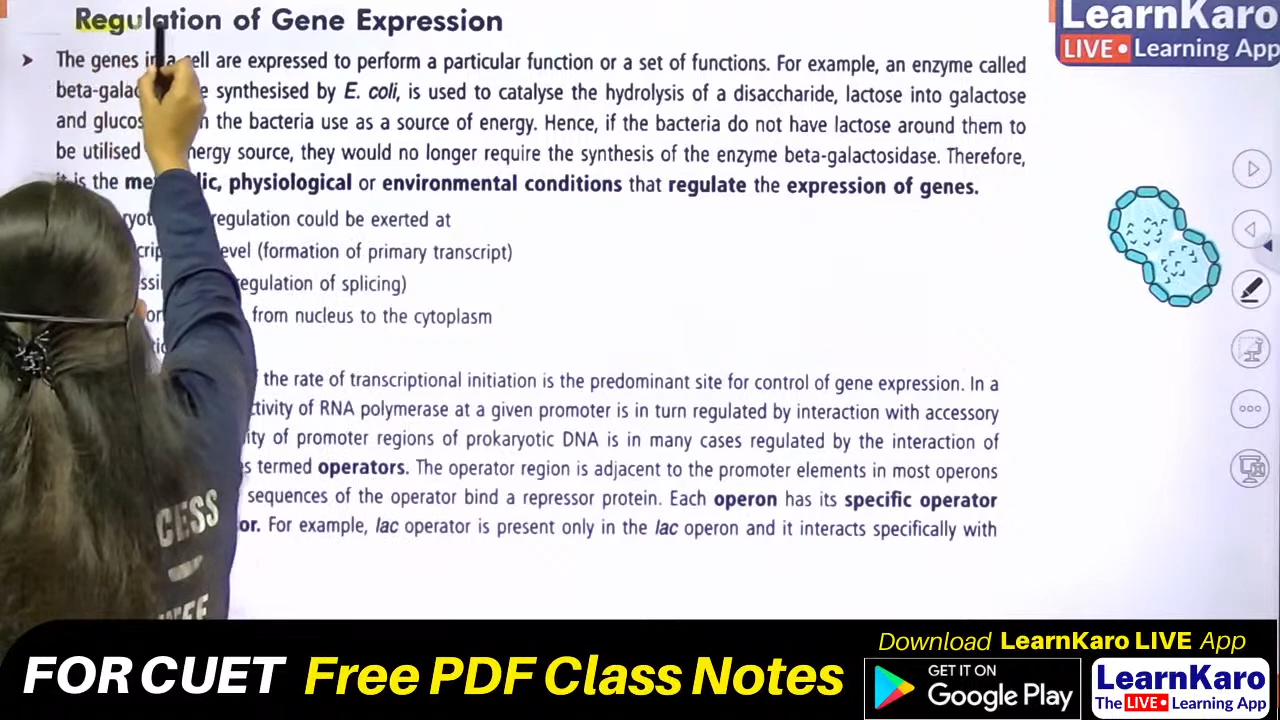 Regulation of Gene Expression
The genes in a cell are expressed to perform a particular function or a set of functions. For example, an enzyme called
synthesised by E. coli, is used to catalyse the hydrolysis of a disaccharide, lactose into galactose
and the bacteria use as a source of energy. Hence, if the bacteria do not have lactose around them to
be utilised source, they would no longer require the synthesis of the enzyme beta-galactosidase. Therefore,
it is the physiological or environmental conditions that regulate the expression of genes.
regulation could be exerted at
level (formation of primary transcript)
regulation of splicing)
from nucleus to the cytoplasm
the rate of transcriptional initiation is the predominant site for control of gene expression. In a
of RNA polymerase at a given promoter is in turn regulated by interaction with accessory
of promoter regions of prokaryotic DNA is in many cases regulated by the interaction of
termed operators. The operator region is adjacent to the promoter elements in most operons
sequences of the operator bind a repressor protein. Each operon has its specific operator
For example, lac operator is present only in the lac operon and it interacts specifically with
LearnKaro
LIVE • Learning App
CESS
FOR CUET Free PDF Class Notes
Download LearnKaro LIVE App
GET IT ON
Google Play
LearnKaro
The LIVE • Learning App